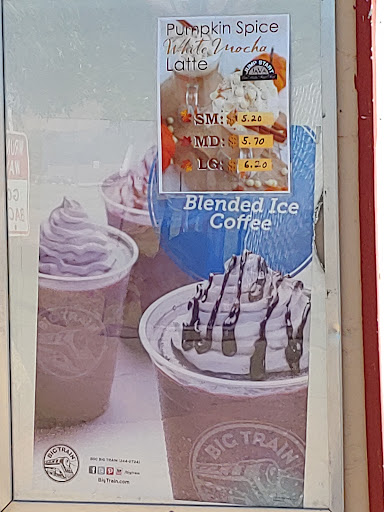 Pumpkin Spice
White Mocha
Latte
JUMP START
JAVA
SM: $ 5.20
MD: $ 5.70
LG: $ 6.20
Blended Ice
Coffee
BIG TRAIN
BIG TRAIN
BIG TRAIN
BigTrain.com